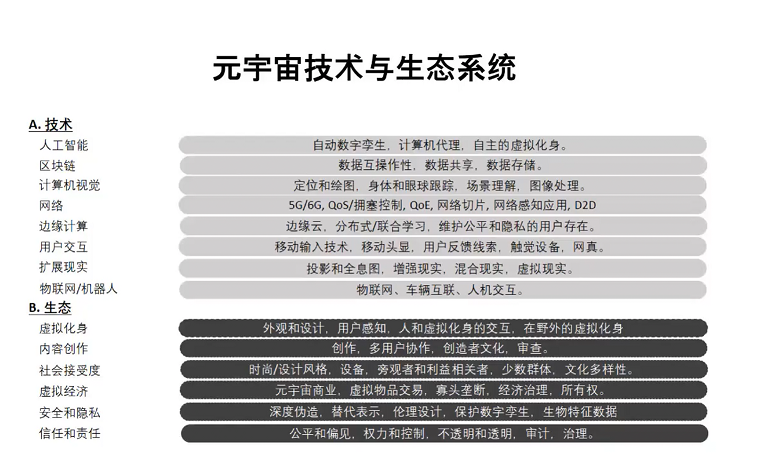 元宇宙技术与生态系统
A. 技术
人工智能 自动数字孪生，计算机代理，自主的虚拟化身。
区块链 数据互操作性，数据共享，数据存储。
计算机视觉 定位和绘图，身体和眼球跟踪，场景理解，图像处理。
网络 5G/6G, QoS/拥塞控制, QoE, 网络切片, 网络感知应用, D2D
边缘计算 边缘云，分布式/联合学习，维护公平和隐私的用户存在。
用户交互 移动输入技术，移动头显，用户反馈线索，触觉设备，网真。
扩展现实 投影和全息图，增强现实，混合现实，虚拟现实。
物联网/机器人 物联网、车辆互联、人机交互。
B. 生态
虚拟化身 外观和设计，用户感知，人和虚拟化身的交互，在野外的虚拟化身
内容创作 创作，多用户协作，创造者文化，审查。
社会接受度 时尚/设计风格，设备，旁观者和利益相关者，少数群体，文化多样性。
虚拟经济 元宇宙商业，虚拟物品交易，寡头垄断，经济治理，所有权。
安全和隐私 深度伪造，替代表示，伦理设计，保护数字孪生，生物特征数据
信任和责任 公平和偏见，权力和控制，不透明和透明，审计，治理。